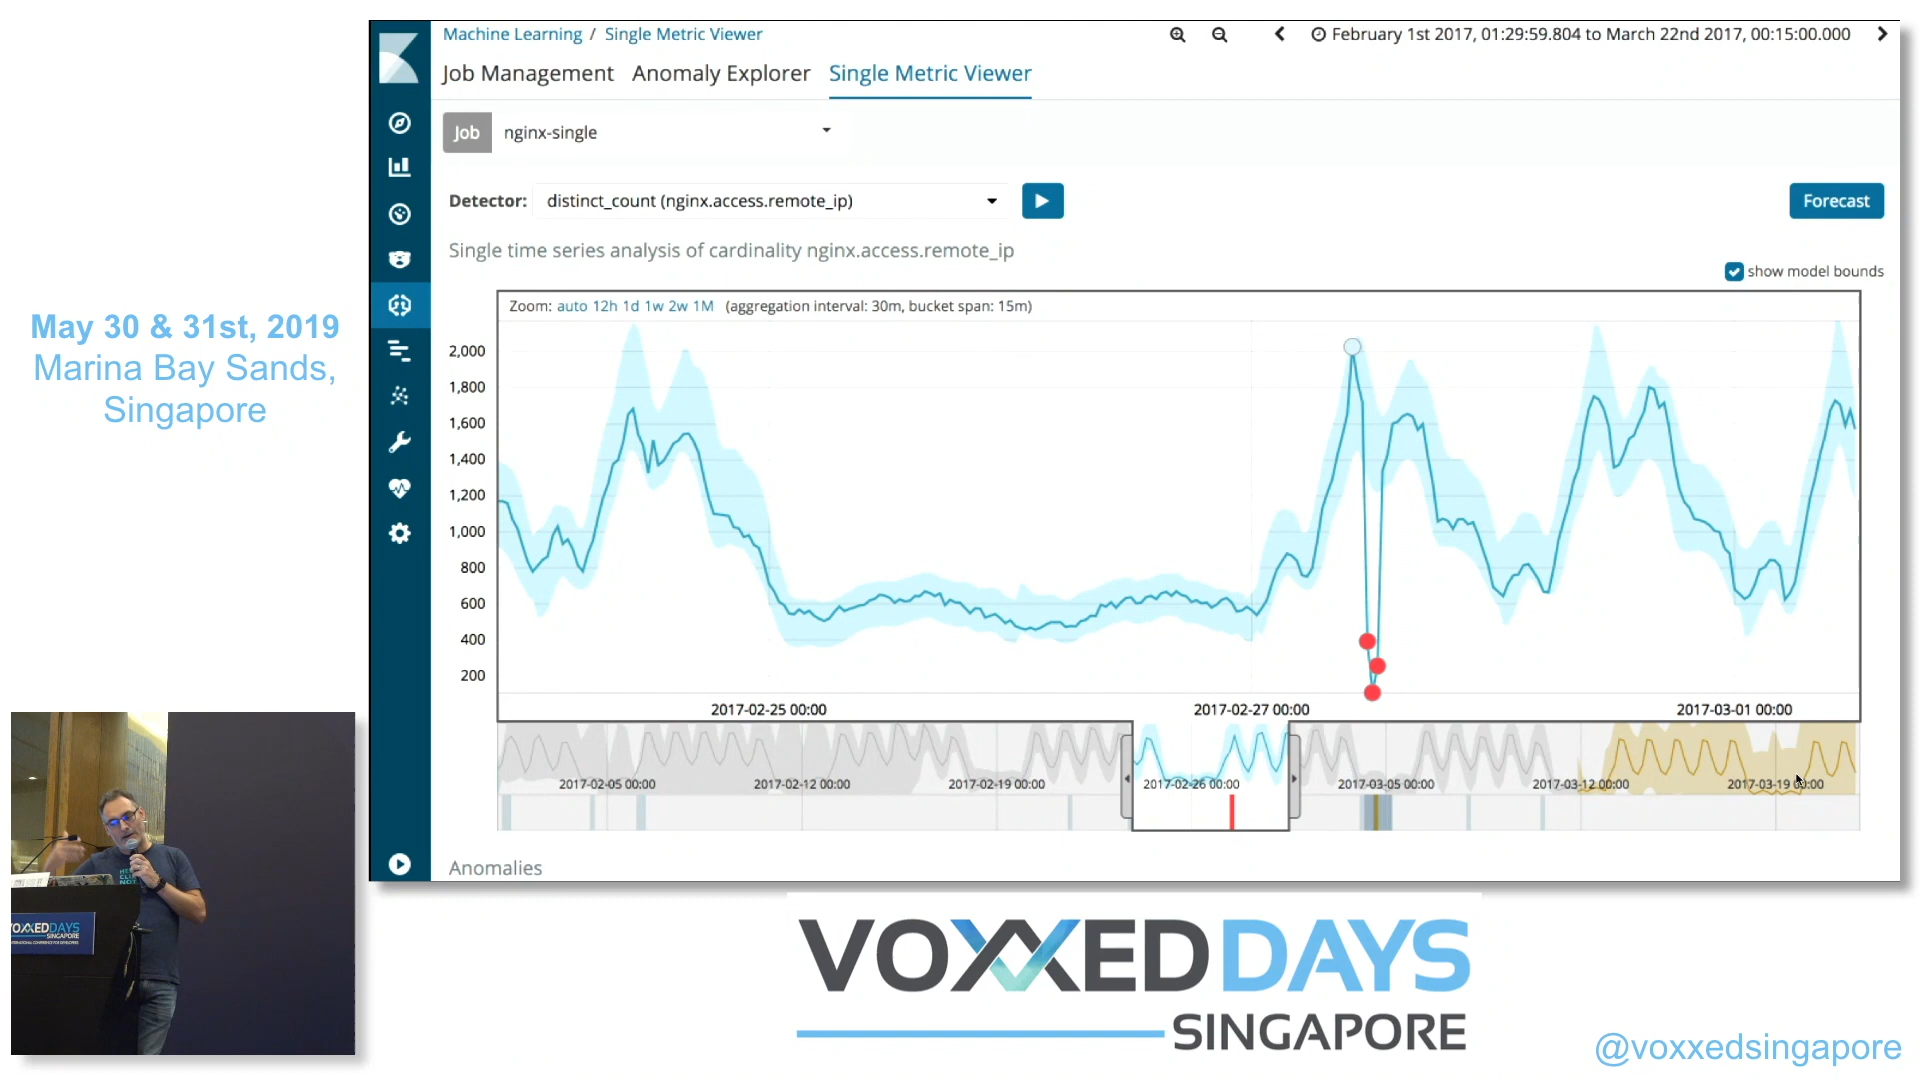 Machine Learning / Single Metric Viewer
February 1st 2017, 01:29:59.804 to March 22nd 2017, 00:15:00.000
Job Management Anomaly Explorer Single Metric Viewer
Job nginx-single
Detector: distinct_count (nginx.access.remote_ip)
Forecast
Single time series analysis of cardinality nginx.access.remote_ip
show model bounds
Zoom: auto 12h 1d 1w 2w 1M (aggregation interval: 30m, bucket span: 15m)
2,000
1,800
1,600
1,400
1,200
1,000
800
600
400
200
2017-02-25 00:00 2017-02-27 00:00 2017-03-01 00:00
2017-02-05 00:00 2017-02-12 00:00 2017-02-19 00:00 2017-02-26 00:00 2017-03-05 00:00 2017-03-12 00:00 2017-03-19 00:00
Anomalies
May 30 & 31st, 2019
Marina Bay Sands,
Singapore
VOXXEDDAYS
SINGAPORE
VOXXEDDAYS
SINGAPORE
@voxxedsingapore